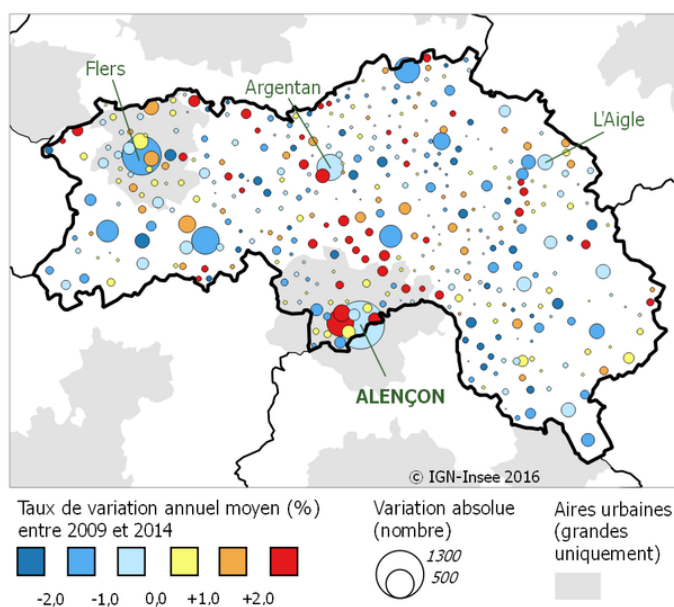 Flers
Argentan
L'Aigle
ALENÇON
© IGN-Insee 2016
Taux de variation annuel moyen (%)
entre 2009 et 2014
-2,0 -1,0 0,0 +1,0 +2,0
Variation absolue
(nombre)
1300
500
Aires urbaines
(grandes
uniquement)